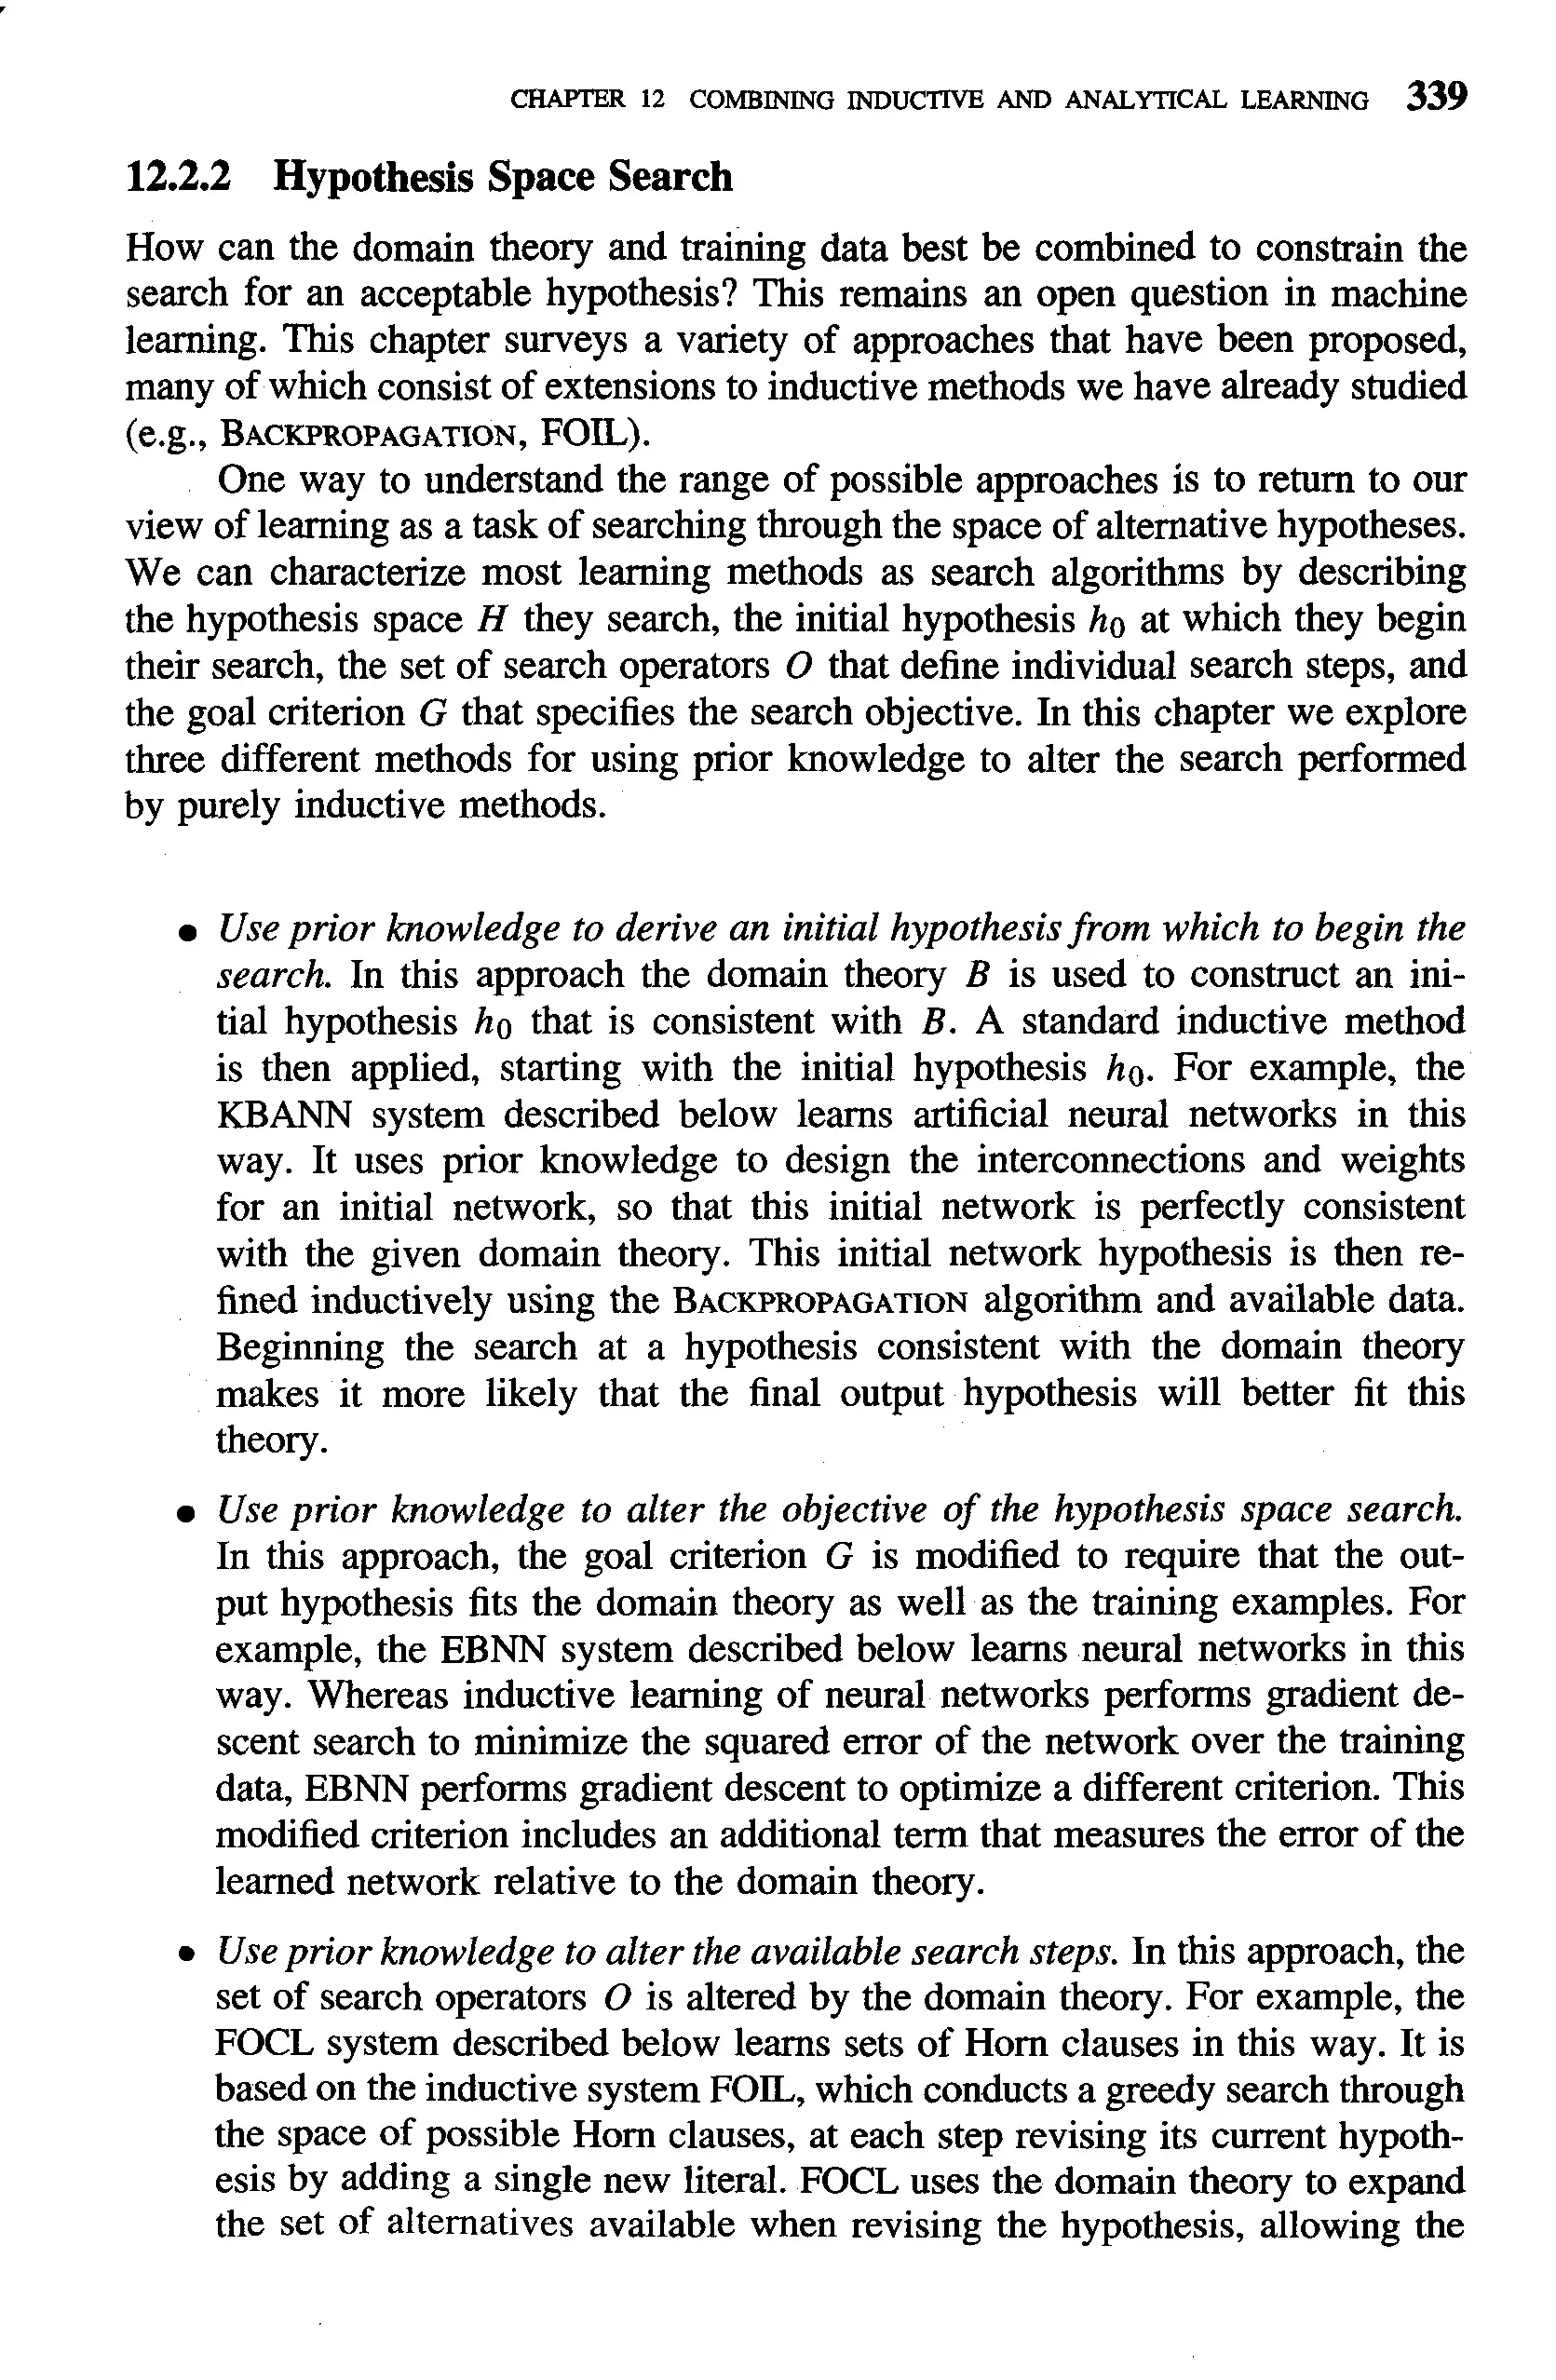 CHAPTER 12 COMBINING INDUCTIVE AND ANALYTICAL LEARNING 339
12.2.2 Hypothesis Space Search
How can the domain theory and training data best be combined to constrain the
search for an acceptable hypothesis? This remains an open question in machine
learning. This chapter surveys a variety of approaches that have been proposed,
many of which consist of extensions to inductive methods we have already studied
(e.g., BACKPROPAGATION, FOIL).
One way to understand the range of possible approaches is to return to our
view of learning as a task of searching through the space of alternative hypotheses.
We can characterize most learning methods as search algorithms by describing
the hypothesis space H they search, the initial hypothesis h₀ at which they begin
their search, the set of search operators O that define individual search steps, and
the goal criterion G that specifies the search objective. In this chapter we explore
three different methods for using prior knowledge to alter the search performed
by purely inductive methods.
• Use prior knowledge to derive an initial hypothesis from which to begin the
search. In this approach the domain theory B is used to construct an ini-
tial hypothesis h₀ that is consistent with B. A standard inductive method
is then applied, starting with the initial hypothesis h₀. For example, the
KBANN system described below learns artificial neural networks in this
way. It uses prior knowledge to design the interconnections and weights
for an initial network, so that this initial network is perfectly consistent
with the given domain theory. This initial network hypothesis is then re-
fined inductively using the BACKPROPAGATION algorithm and available data.
Beginning the search at a hypothesis consistent with the domain theory
makes it more likely that the final output hypothesis will better fit this
theory.
• Use prior knowledge to alter the objective of the hypothesis space search.
In this approach, the goal criterion G is modified to require that the out-
put hypothesis fits the domain theory as well as the training examples. For
example, the EBNN system described below learns neural networks in this
way. Whereas inductive learning of neural networks performs gradient de-
scent search to minimize the squared error of the network over the training
data, EBNN performs gradient descent to optimize a different criterion. This
modified criterion includes an additional term that measures the error of the
learned network relative to the domain theory.
• Use prior knowledge to alter the available search steps. In this approach, the
set of search operators O is altered by the domain theory. For example, the
FOCL system described below learns sets of Horn clauses in this way. It is
based on the inductive system FOIL, which conducts a greedy search through
the space of possible Horn clauses, at each step revising its current hypoth-
esis by adding a single new literal. FOCL uses the domain theory to expand
the set of alternatives available when revising the hypothesis, allowing the